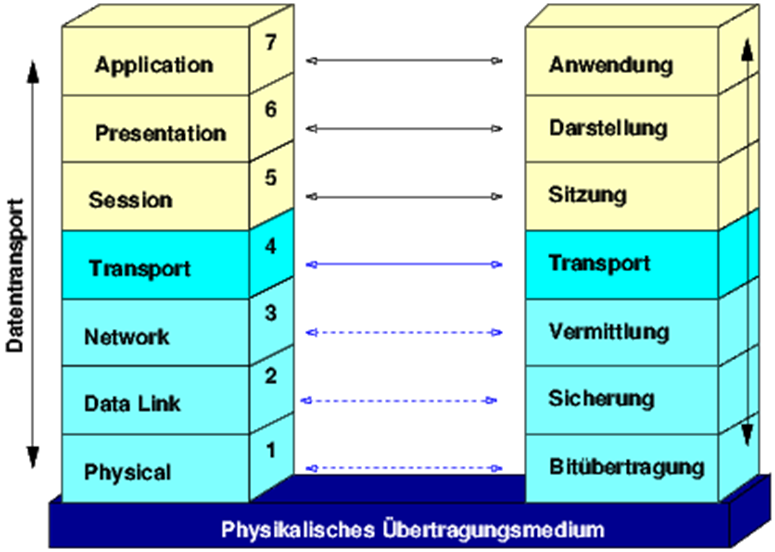 Application 7 Anwendung
Presentation 6 Darstellung
Session 5 Sitzung
Transport 4 Transport
Network 3 Vermittlung
Data Link 2 Sicherung
Physical 1 Bitübertragung
Datentransport
Physikalisches Übertragungsmedium